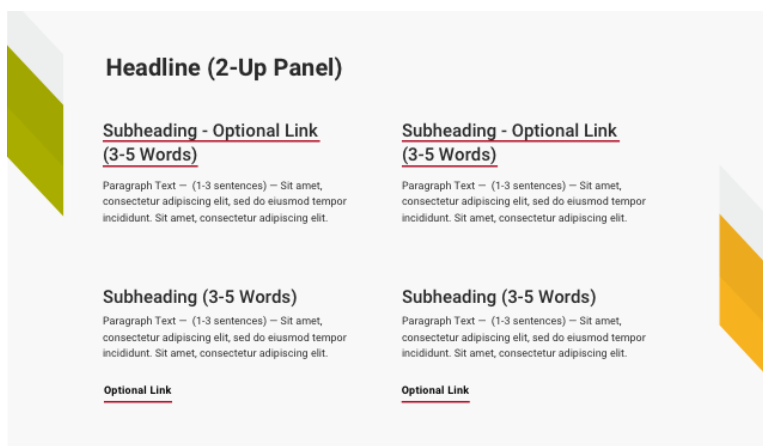 Headline (2-Up Panel)
Subheading - Optional Link
(3-5 Words)
Paragraph Text — (1-3 sentences) — Sit amet,
consectetur adipiscing elit, sed do eiusmod tempor
incididunt. Sit amet, consectetur adipiscing elit.
Subheading - Optional Link
(3-5 Words)
Paragraph Text — (1-3 sentences) — Sit amet,
consectetur adipiscing elit, sed do eiusmod tempor
incididunt. Sit amet, consectetur adipiscing elit.
Subheading (3-5 Words)
Paragraph Text — (1-3 sentences) — Sit amet,
consectetur adipiscing elit, sed do eiusmod tempor
incididunt. Sit amet, consectetur adipiscing elit.
Optional Link
Subheading (3-5 Words)
Paragraph Text — (1-3 sentences) — Sit amet,
consectetur adipiscing elit, sed do eiusmod tempor
incididunt. Sit amet, consectetur adipiscing elit.
Optional Link